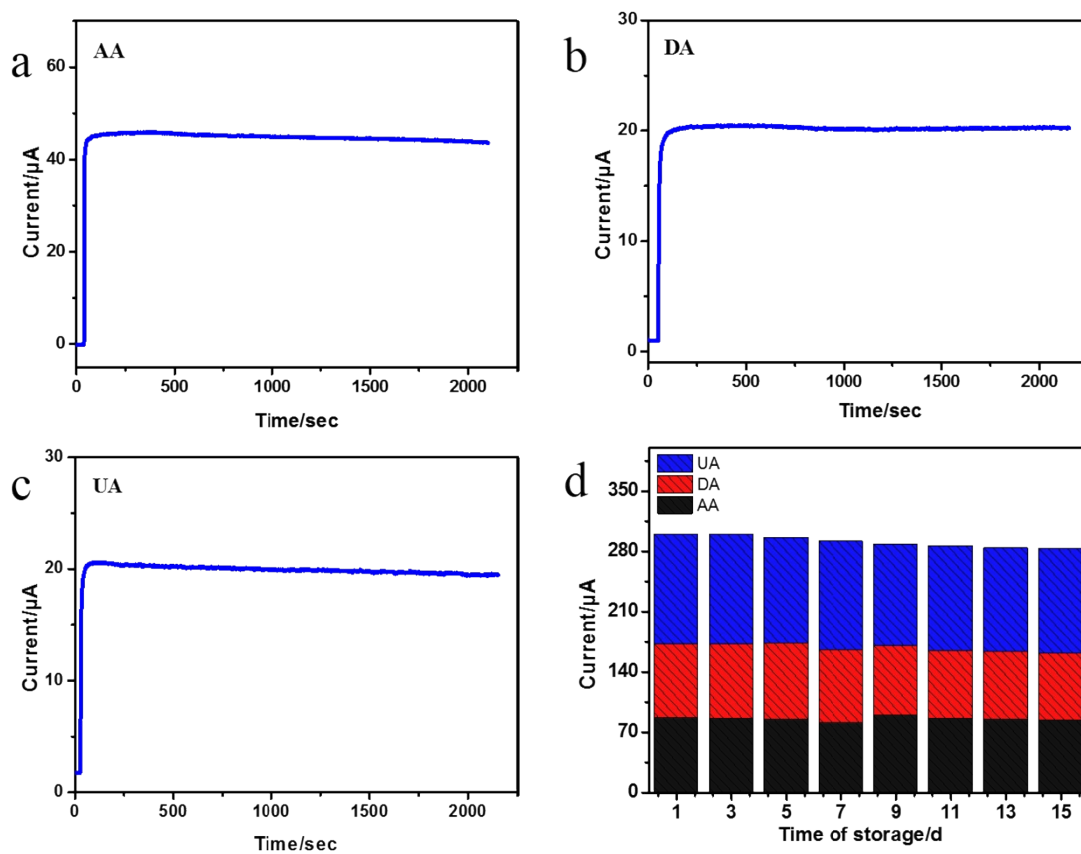 a
AA
60
40
20
0
Current/μA
0 500 1000 1500 2000
Time/sec
b
DA
30
20
10
0
Current/μA
0 500 1000 1500 2000
Time/sec
c
UA
30
20
10
0
Current/μA
0 500 1000 1500 2000
Time/sec
d
UA
DA
AA
350
280
210
140
70
0
Current/μA
1 3 5 7 9 11 13 15
Time of storage/d